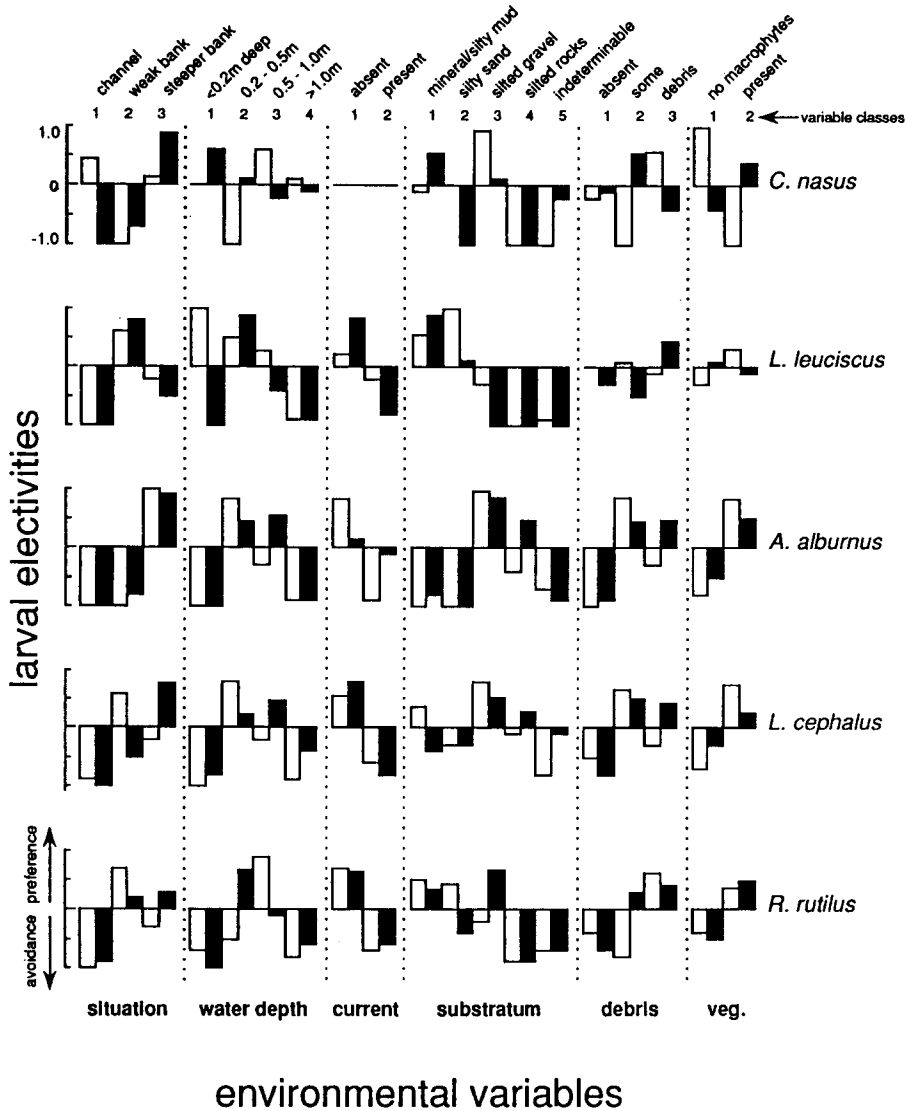 channel
weak bank
steeper bank
<0.2m deep
0.2 - 0.5m
0.5 - 1.0m
>1.0m
absent
present
mineral/silty mud
silty sand
silted gravel
silted rocks
indeterminable
absent
some
debris
no macrophytes
present
1 2 3 1 2 3 4 1 2 1 2 3 4 5 1 2 3 1 2 variable classes
1.0
0
-1.0
C. nasus
L. leuciscus
A. alburnus
L. cephalus
R. rutilus
larval electivities
avoidance preference
situation water depth current substratum debris veg.
environmental variables